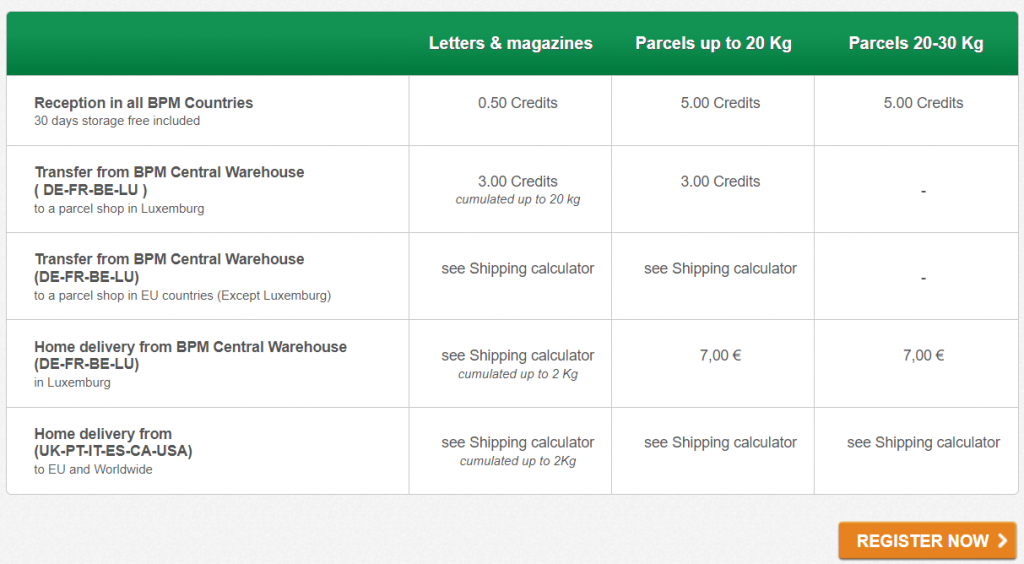 Letters & magazines Parcels up to 20 Kg Parcels 20-30 Kg
Reception in all BPM Countries
30 days storage free included
0.50 Credits 5.00 Credits 5.00 Credits
Transfer from BPM Central Warehouse
( DE-FR-BE-LU )
to a parcel shop in Luxemburg
3.00 Credits
cumulated up to 20 kg
3.00 Credits
-
Transfer from BPM Central Warehouse
(DE-FR-BE-LU)
to a parcel shop in EU countries (Except Luxemburg)
see Shipping calculator see Shipping calculator -
Home delivery from BPM Central Warehouse
(DE-FR-BE-LU)
in Luxemburg
see Shipping calculator
cumulated up to 2 Kg
7,00 € 7,00 €
Home delivery from
(UK-PT-IT-ES-CA-USA)
to EU and Worldwide
see Shipping calculator
cumulated up to 2Kg
see Shipping calculator see Shipping calculator
REGISTER NOW